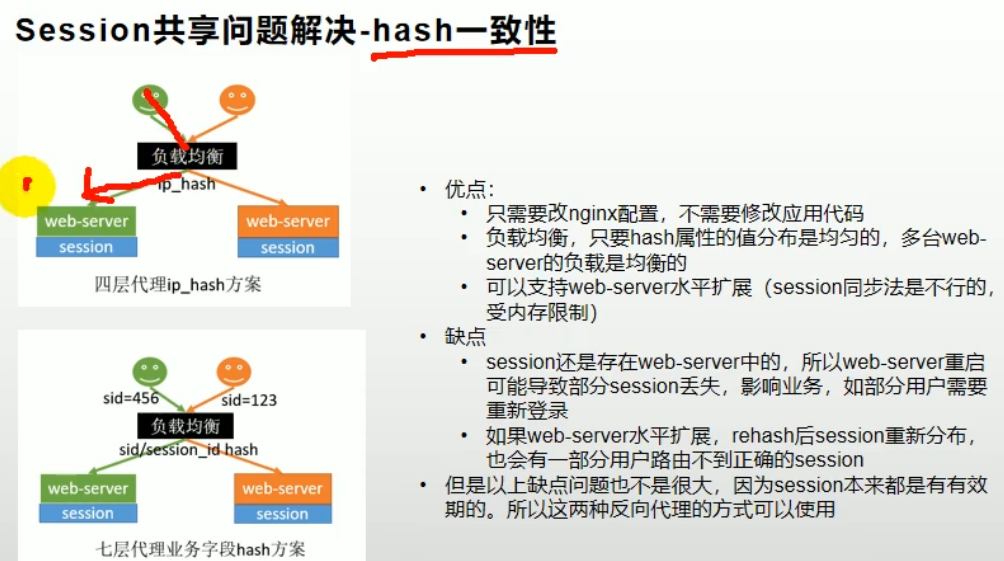 Session共享问题解决-hash一致性
负载均衡
ip_hash
web-server
web-server
session
session
四层代理ip_hash方案
sid=456
sid=123
负载均衡
sid/session_id hash
web-server
web-server
session
session
七层代理业务字段hash方案
• 优点：
• 只需要改nginx配置，不需要修改应用代码
• 负载均衡，只要hash属性的值分布是均匀的，多台web-
server的负载是均衡的
• 可以支持web-server水平扩展（session同步法是不行的，
受内存限制）
• 缺点
• session还是存在web-server中的，所以web-server重启
可能导致部分session丢失，影响业务，如部分用户需要
重新登录
• 如果web-server水平扩展，rehash后session重新分布，
也会有一部分用户路由不到正确的session
• 但是以上缺点问题也不是很大，因为session本来都是有有效
期的。所以这两种反向代理的方式可以使用